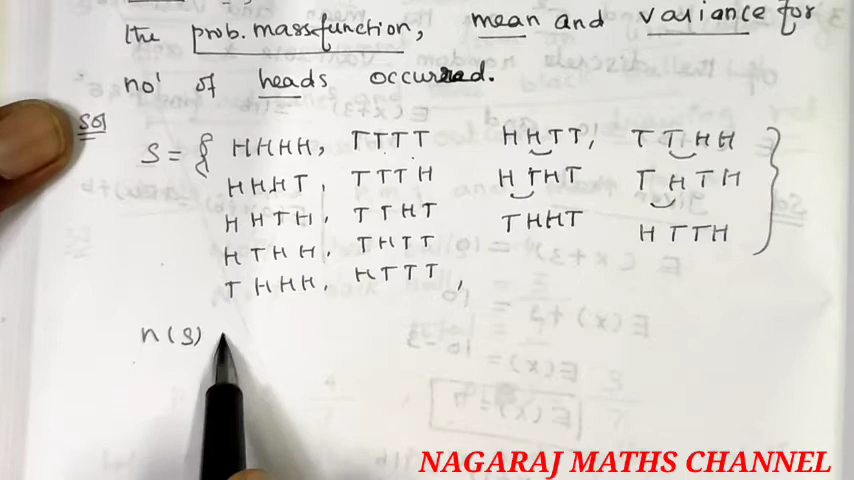 the prob. mass function, mean and variance for
no' of heads occurred.
Sol
S = { HHHH, TTTT HHTT, TTHH
HHHT, TTTH HTHT THTH
HHTH, TTHT THHT HTTH }
HTHH, THTT
THHH, HTTT,
n(s)
NAGARAJ MATHS CHANNEL